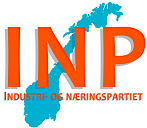 INP
INDUSTRI- OG NÆRINGSPARTIET